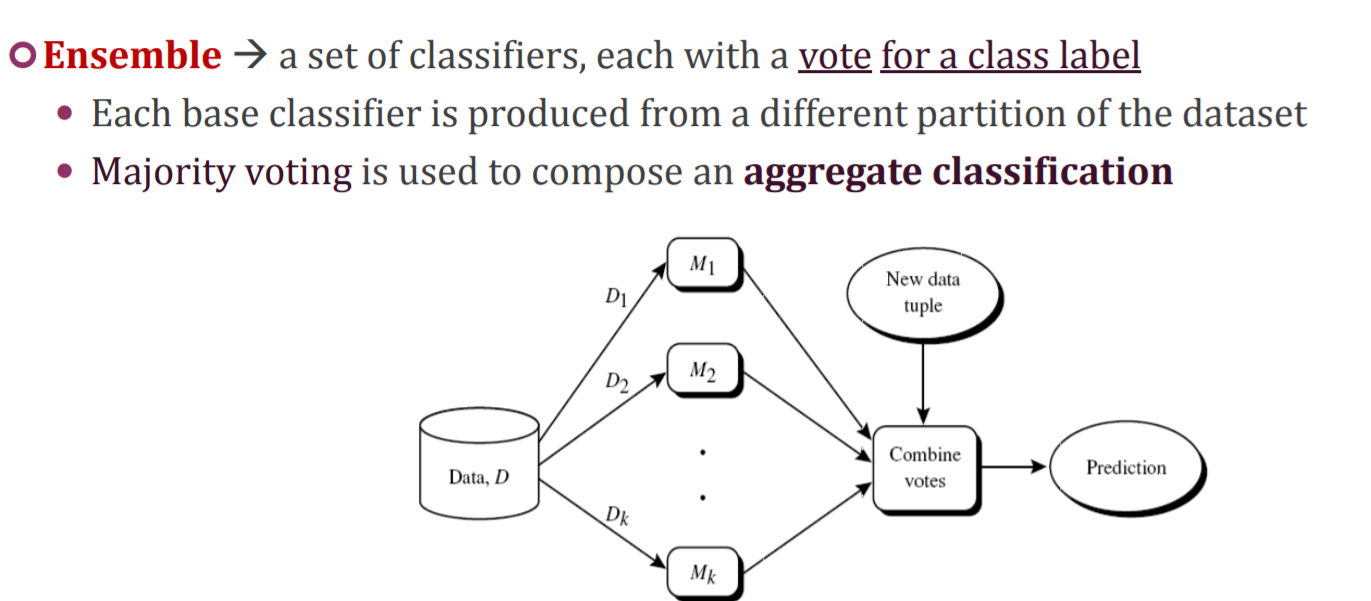 Ensemble → a set of classifiers, each with a vote for a class label
• Each base classifier is produced from a different partition of the dataset
• Majority voting is used to compose an aggregate classification
M1
New data
tuple
D1
M2
D2
.
Combine
votes
Data, D
Prediction
.
Dk
Mk